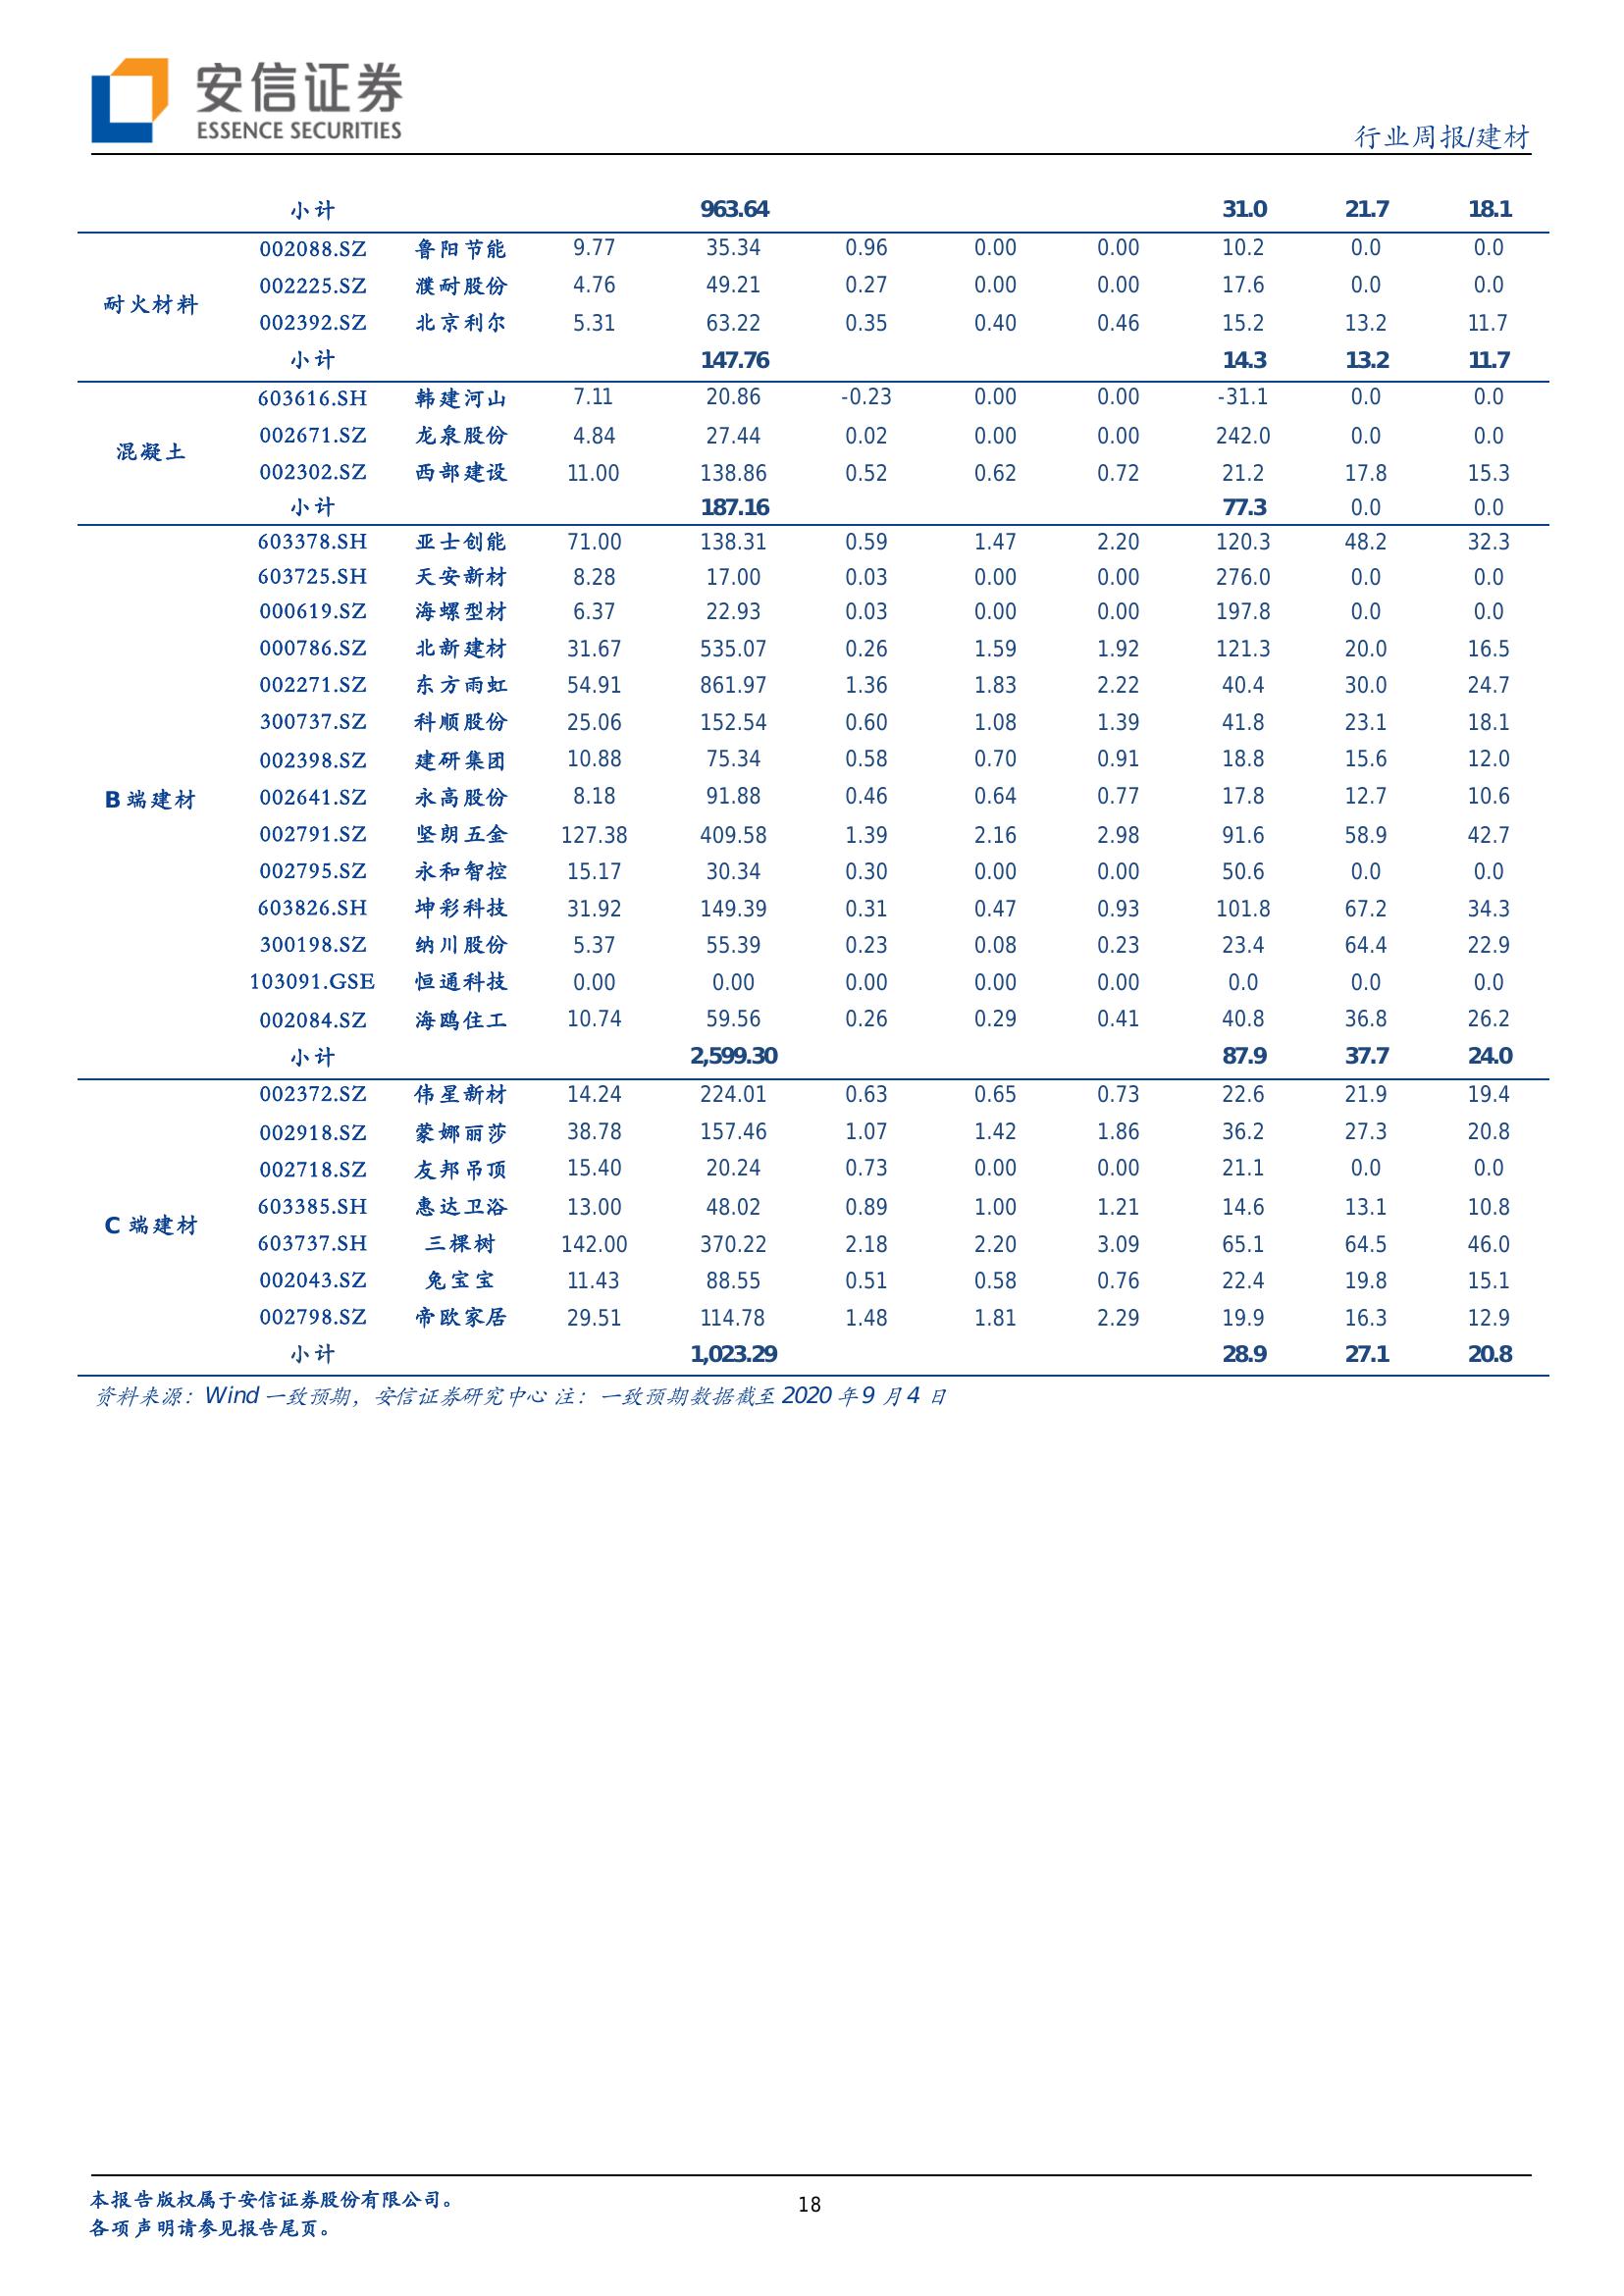 安信证券
ESSENCE SECURITIES
行业周报/建材
小计 963.64 31.0 21.7 18.1
002088.SZ 鲁阳节能 9.77 35.34 0.96 0.00 0.00 10.2 0.0 0.0
002225.SZ 濮耐股份 4.76 49.21 0.27 0.00 0.00 17.6 0.0 0.0
耐火材料
002392.SZ 北京利尔 5.31 63.22 0.35 0.40 0.46 15.2 13.2 11.7
小计 147.76 14.3 13.2 11.7
603616.SH 韩建河山 7.11 20.86 -0.23 0.00 0.00 -31.1 0.0 0.0
002671.SZ 龙泉股份 4.84 27.44 0.02 0.00 0.00 242.0 0.0 0.0
混凝土
002302.SZ 西部建设 11.00 138.86 0.52 0.62 0.72 21.2 17.8 15.3
小计 187.16 77.3 0.0 0.0
603378.SH 亚士创能 71.00 138.31 0.59 1.47 2.20 120.3 48.2 32.3
603725.SH 天安新材 8.28 17.00 0.03 0.00 0.00 276.0 0.0 0.0
000619.SZ 海螺型材 6.37 22.93 0.03 0.00 0.00 197.8 0.0 0.0
000786.SZ 北新建材 31.67 535.07 0.26 1.59 1.92 121.3 20.0 16.5
002271.SZ 东方雨虹 54.91 861.97 1.36 1.83 2.22 40.4 30.0 24.7
300737.SZ 科顺股份 25.06 152.54 0.60 1.08 1.39 41.8 23.1 18.1
002398.SZ 建研集团 10.88 75.34 0.58 0.70 0.91 18.8 15.6 12.0
B端建材 002641.SZ 永高股份 8.18 91.88 0.46 0.64 0.77 17.8 12.7 10.6
002791.SZ 坚朗五金 127.38 409.58 1.39 2.16 2.98 91.6 58.9 42.7
002795.SZ 永和智控 15.17 30.34 0.30 0.00 0.00 50.6 0.0 0.0
603826.SH 坤彩科技 31.92 149.39 0.31 0.47 0.93 101.8 67.2 34.3
300198.SZ 纳川股份 5.37 55.39 0.23 0.08 0.23 23.4 64.4 22.9
103091.GSE 恒通科技 0.00 0.00 0.00 0.00 0.00 0.0 0.0 0.0
002084.SZ 海鸥住工 10.74 59.56 0.26 0.29 0.41 40.8 36.8 26.2
小计 2,599.30 87.9 37.7 24.0
002372.SZ 伟星新材 14.24 224.01 0.63 0.65 0.73 22.6 21.9 19.4
002918.SZ 蒙娜丽莎 38.78 157.46 1.07 1.42 1.86 36.2 27.3 20.8
002718.SZ 友邦吊顶 15.40 20.24 0.73 0.00 0.00 21.1 0.0 0.0
603385.SH 惠达卫浴 13.00 48.02 0.89 1.00 1.21 14.6 13.1 10.8
C端建材
603737.SH 三棵树 142.00 370.22 2.18 2.20 3.09 65.1 64.5 46.0
002043.SZ 兔宝宝 11.43 88.55 0.51 0.58 0.76 22.4 19.8 15.1
002798.SZ 帝欧家居 29.51 114.78 1.48 1.81 2.29 19.9 16.3 12.9
小计 1,023.29 28.9 27.1 20.8
资料来源：Wind一致预期，安信证券研究中心 注：一致预期数据截至2020年9月4日
本报告版权属于安信证券股份有限公司。
18
各项声明请参见报告尾页。